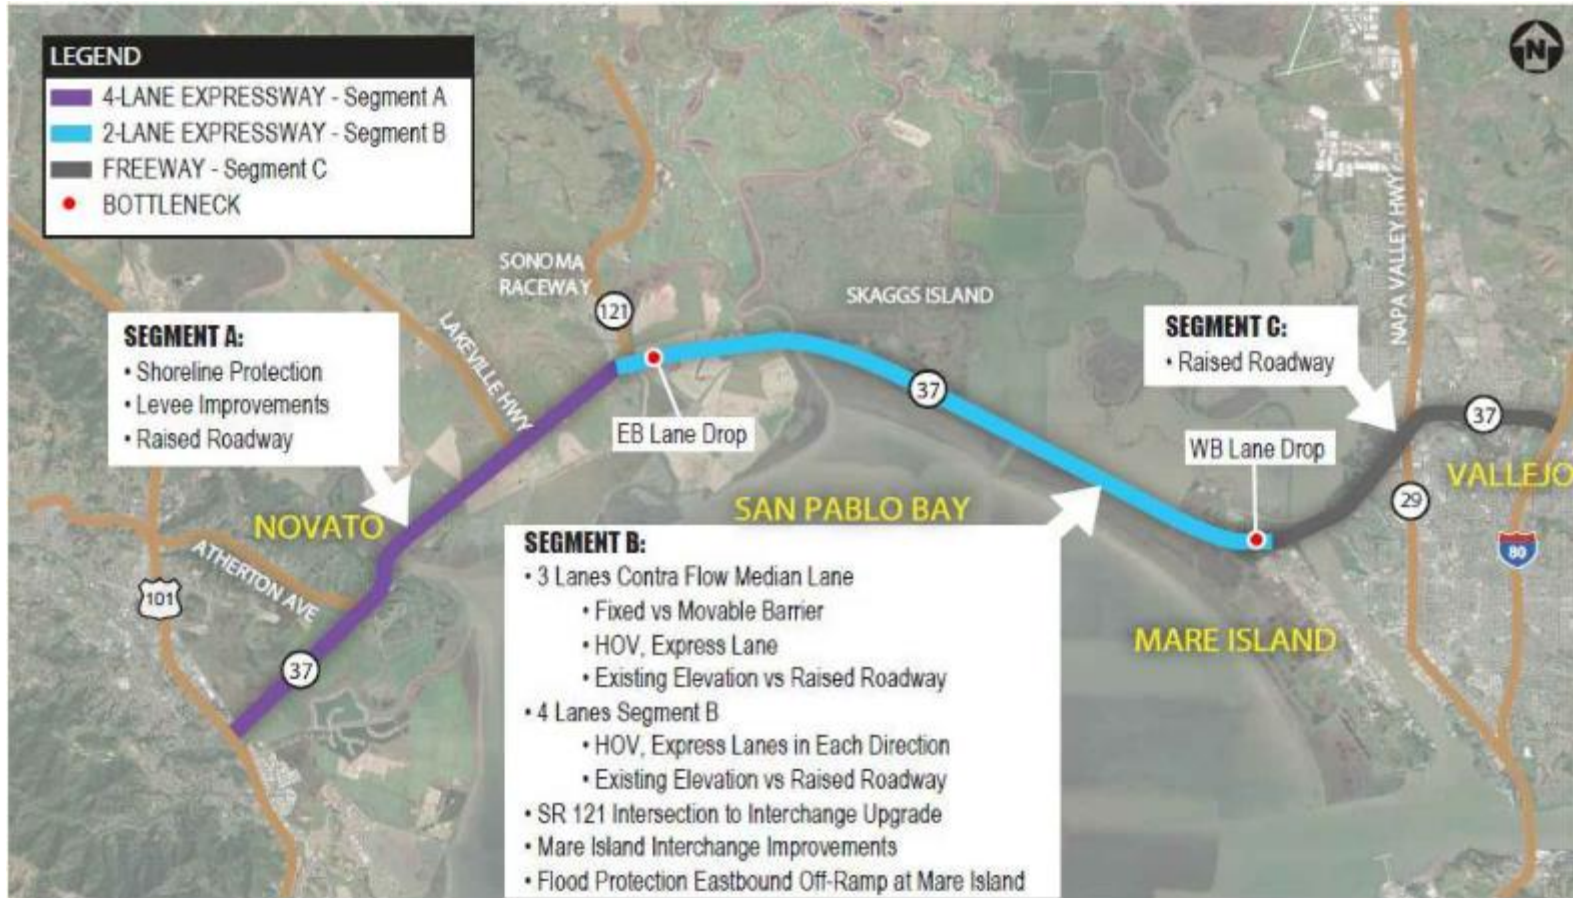 LEGEND
4-LANE EXPRESSWAY - Segment A
2-LANE EXPRESSWAY - Segment B
FREEWAY - Segment C
BOTTLENECK
N
SONOMA
RACEWAY
121
SKAGGS ISLAND
NAPA VALLEY HWY
LAKEVILLE HWY
SEGMENT A:
• Shoreline Protection
• Levee Improvements
• Raised Roadway
SEGMENT C:
• Raised Roadway
37
37
EB Lane Drop
WB Lane Drop
VALLEJO
29
80
NOVATO
SAN PABLO BAY
ATHERTON AVE
101
37
MARE ISLAND
SEGMENT B:
• 3 Lanes Contra Flow Median Lane
• Fixed vs Movable Barrier
• HOV, Express Lane
• Existing Elevation vs Raised Roadway
• 4 Lanes Segment B
• HOV, Express Lanes in Each Direction
• Existing Elevation vs Raised Roadway
• SR 121 Intersection to Interchange Upgrade
• Mare Island Interchange Improvements
• Flood Protection Eastbound Off-Ramp at Mare Island